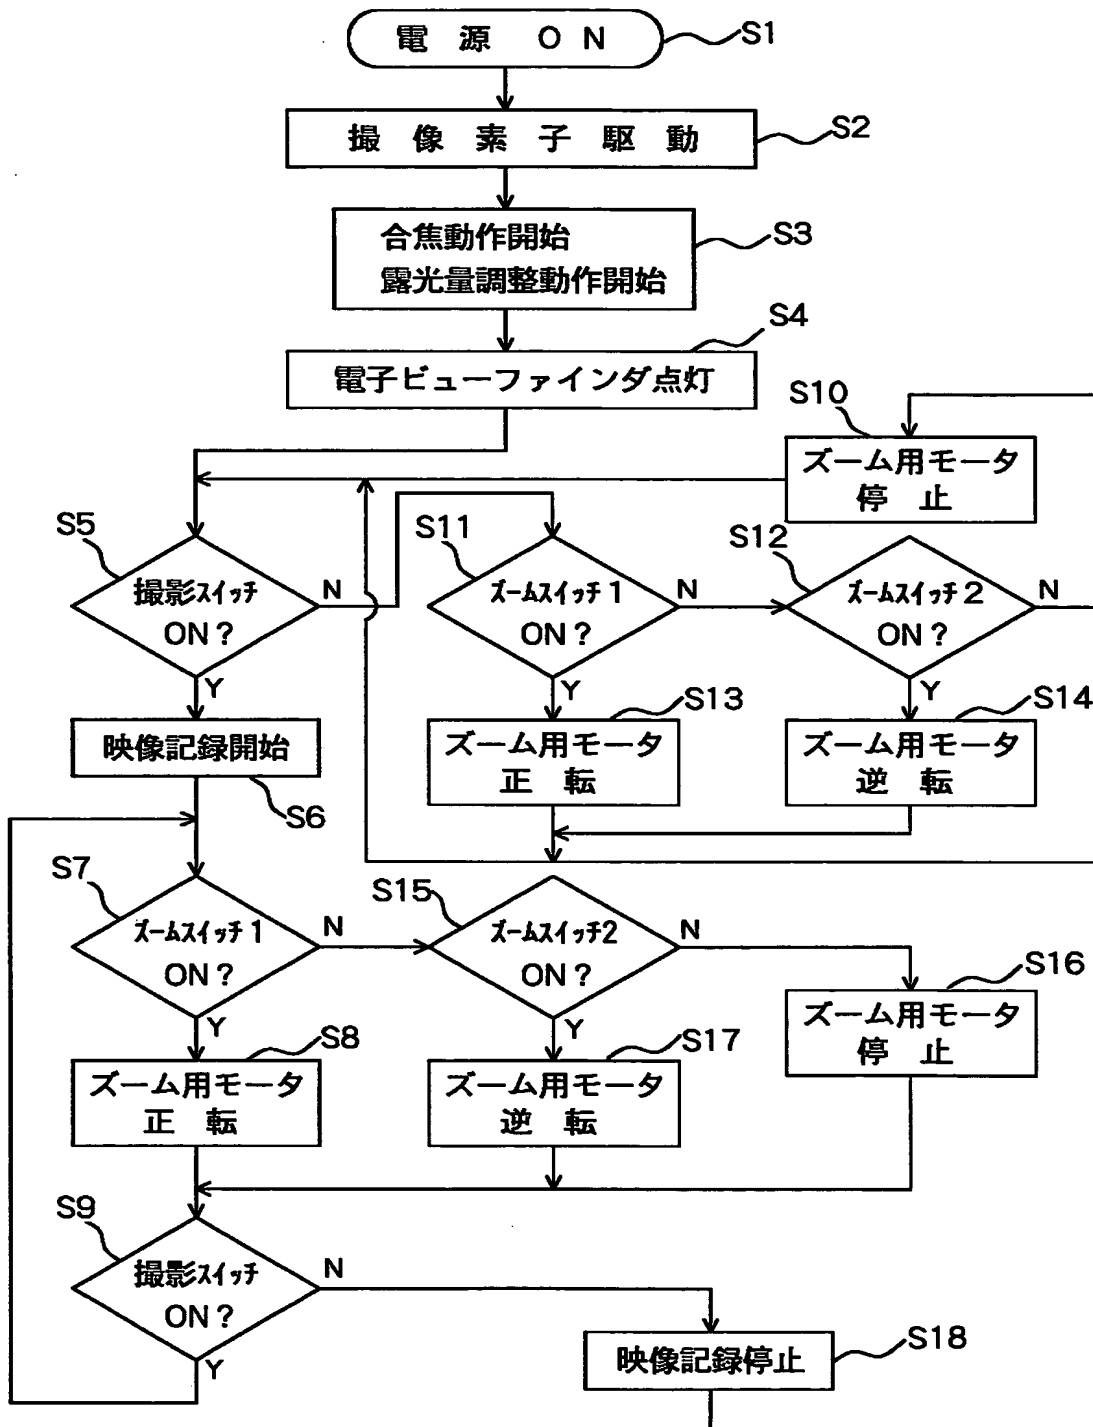 電源 ON
S1
撮像素子駆動
S2
合焦動作開始
露光量調整動作開始
S3
電子ビューファインダ点灯
S4
S10
ズーム用モータ
停止
S5
撮影スイッチ
ON?
N
Y
S11
ズームスイッチ1
ON?
N
Y
S12
ズームスイッチ2
ON?
N
Y
映像記録開始
S6
S13
ズーム用モータ
正転
S14
ズーム用モータ
逆転
S7
ズームスイッチ1
ON?
N
Y
S15
ズームスイッチ2
ON?
N
Y
S16
ズーム用モータ
停止
S8
ズーム用モータ
正転
S17
ズーム用モータ
逆転
S9
撮影スイッチ
ON?
N
Y
映像記録停止
S18